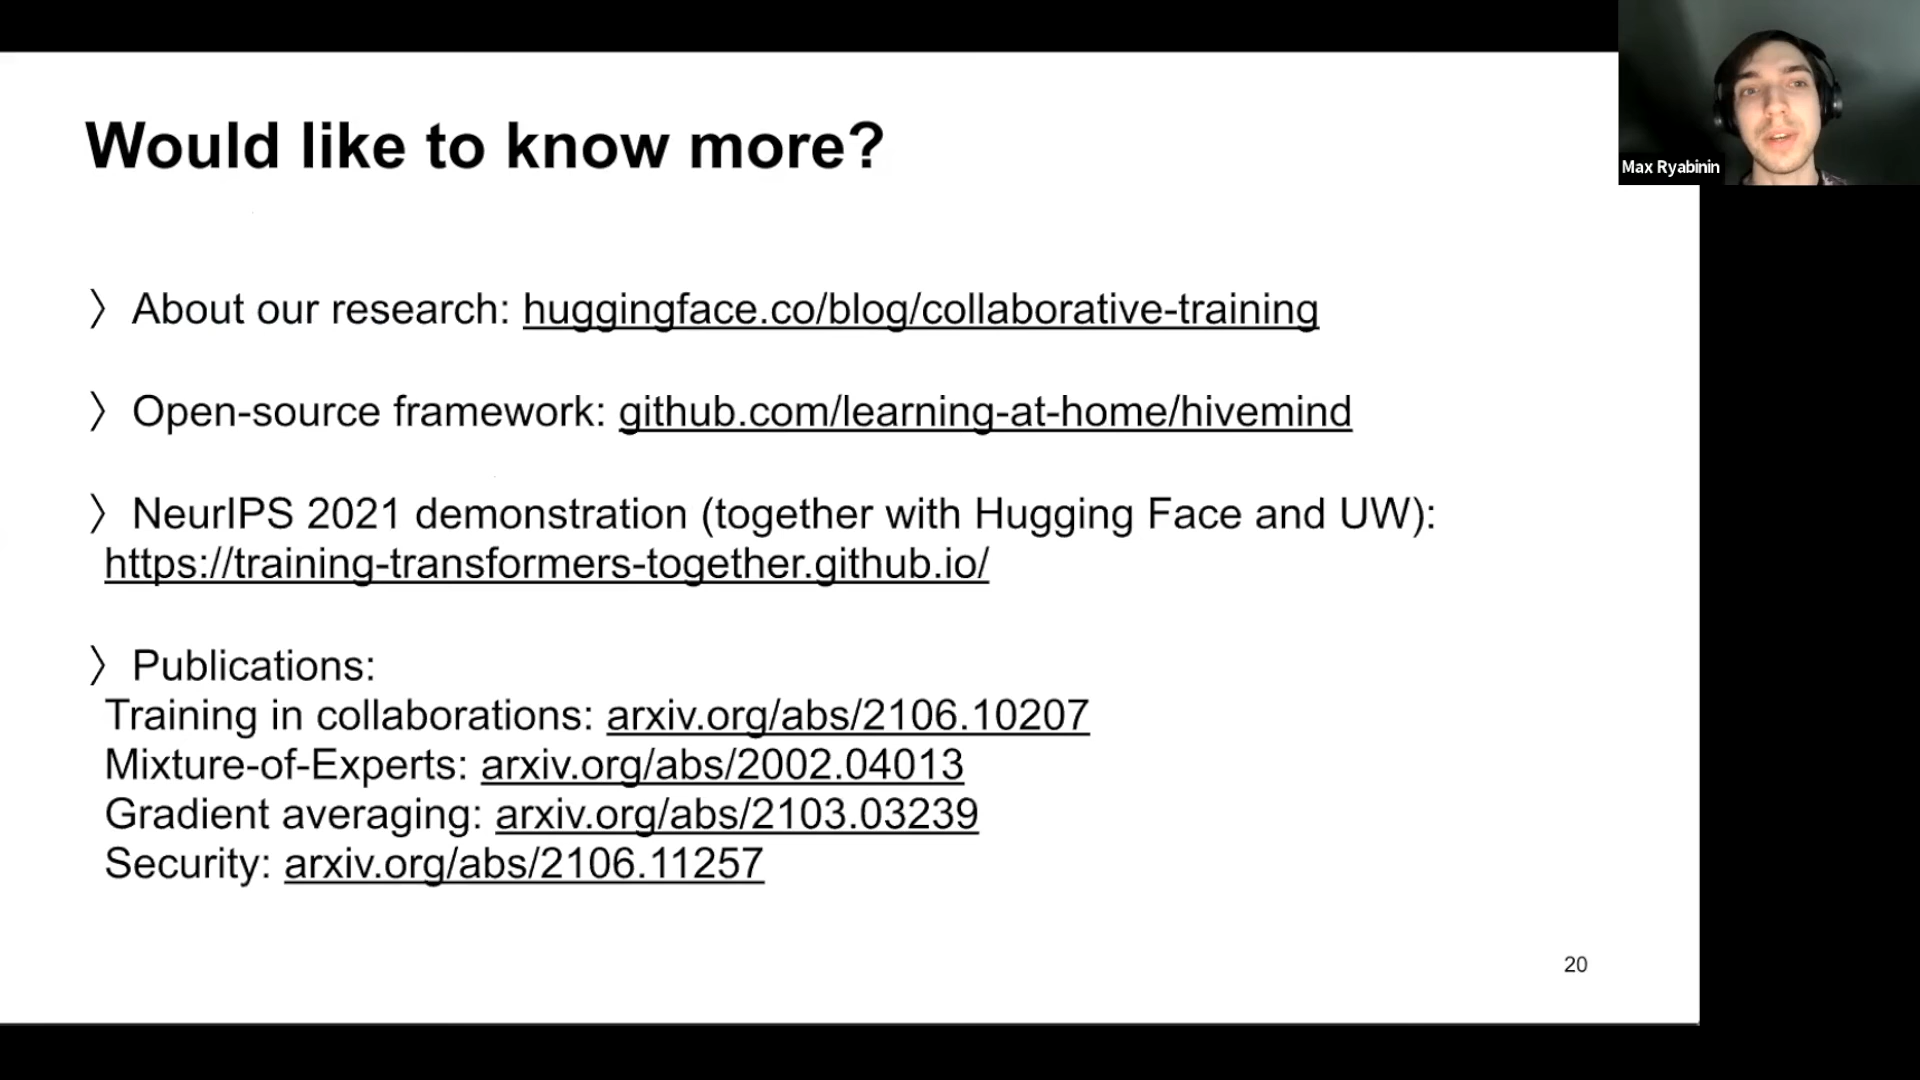 Would like to know more?
Max Ryabinin
〉 About our research: huggingface.co/blog/collaborative-training
〉 Open-source framework: github.com/learning-at-home/hivemind
〉 NeurIPS 2021 demonstration (together with Hugging Face and UW):
https://training-transformers-together.github.io/
〉 Publications:
Training in collaborations: arxiv.org/abs/2106.10207
Mixture-of-Experts: arxiv.org/abs/2002.04013
Gradient averaging: arxiv.org/abs/2103.03239
Security: arxiv.org/abs/2106.11257
20